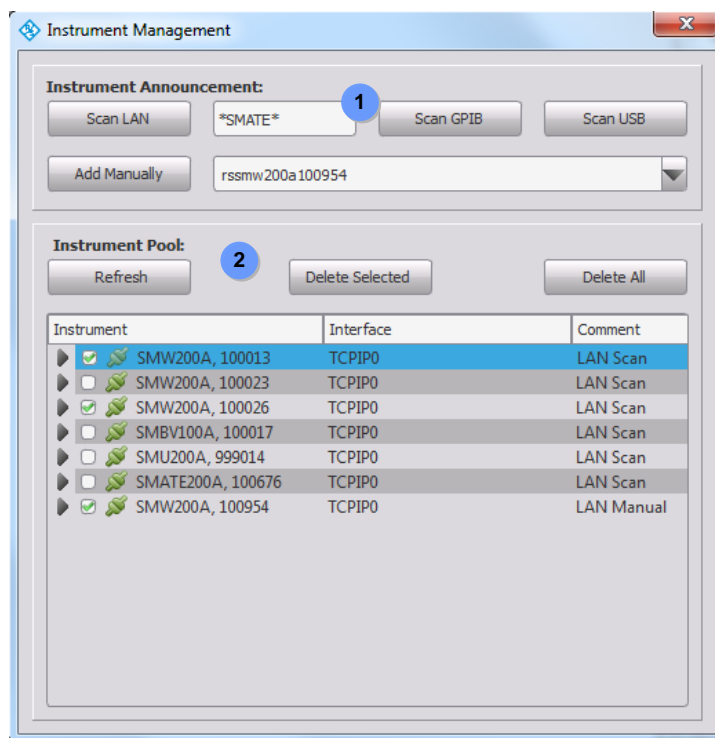 Instrument Management
x
Instrument Announcement:
1
Scan LAN *SMATE* Scan GPIB Scan USB
Add Manually rssmw200a100954
Instrument Pool:
2
Refresh Delete Selected Delete All
Instrument Interface Comment
SMW200A, 100013 TCPIP0 LAN Scan
SMW200A, 100023 TCPIP0 LAN Scan
SMW200A, 100026 TCPIP0 LAN Scan
SMBV100A, 100017 TCPIP0 LAN Scan
SMU200A, 999014 TCPIP0 LAN Scan
SMATE200A, 100676 TCPIP0 LAN Scan
SMW200A, 100954 TCPIP0 LAN Manual